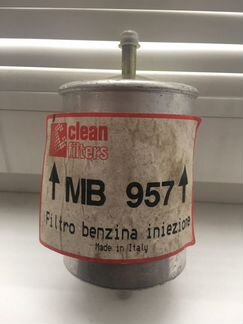 clean
filters
↑ MB 957 ↑
Filtro benzina iniezione
Made in Italy